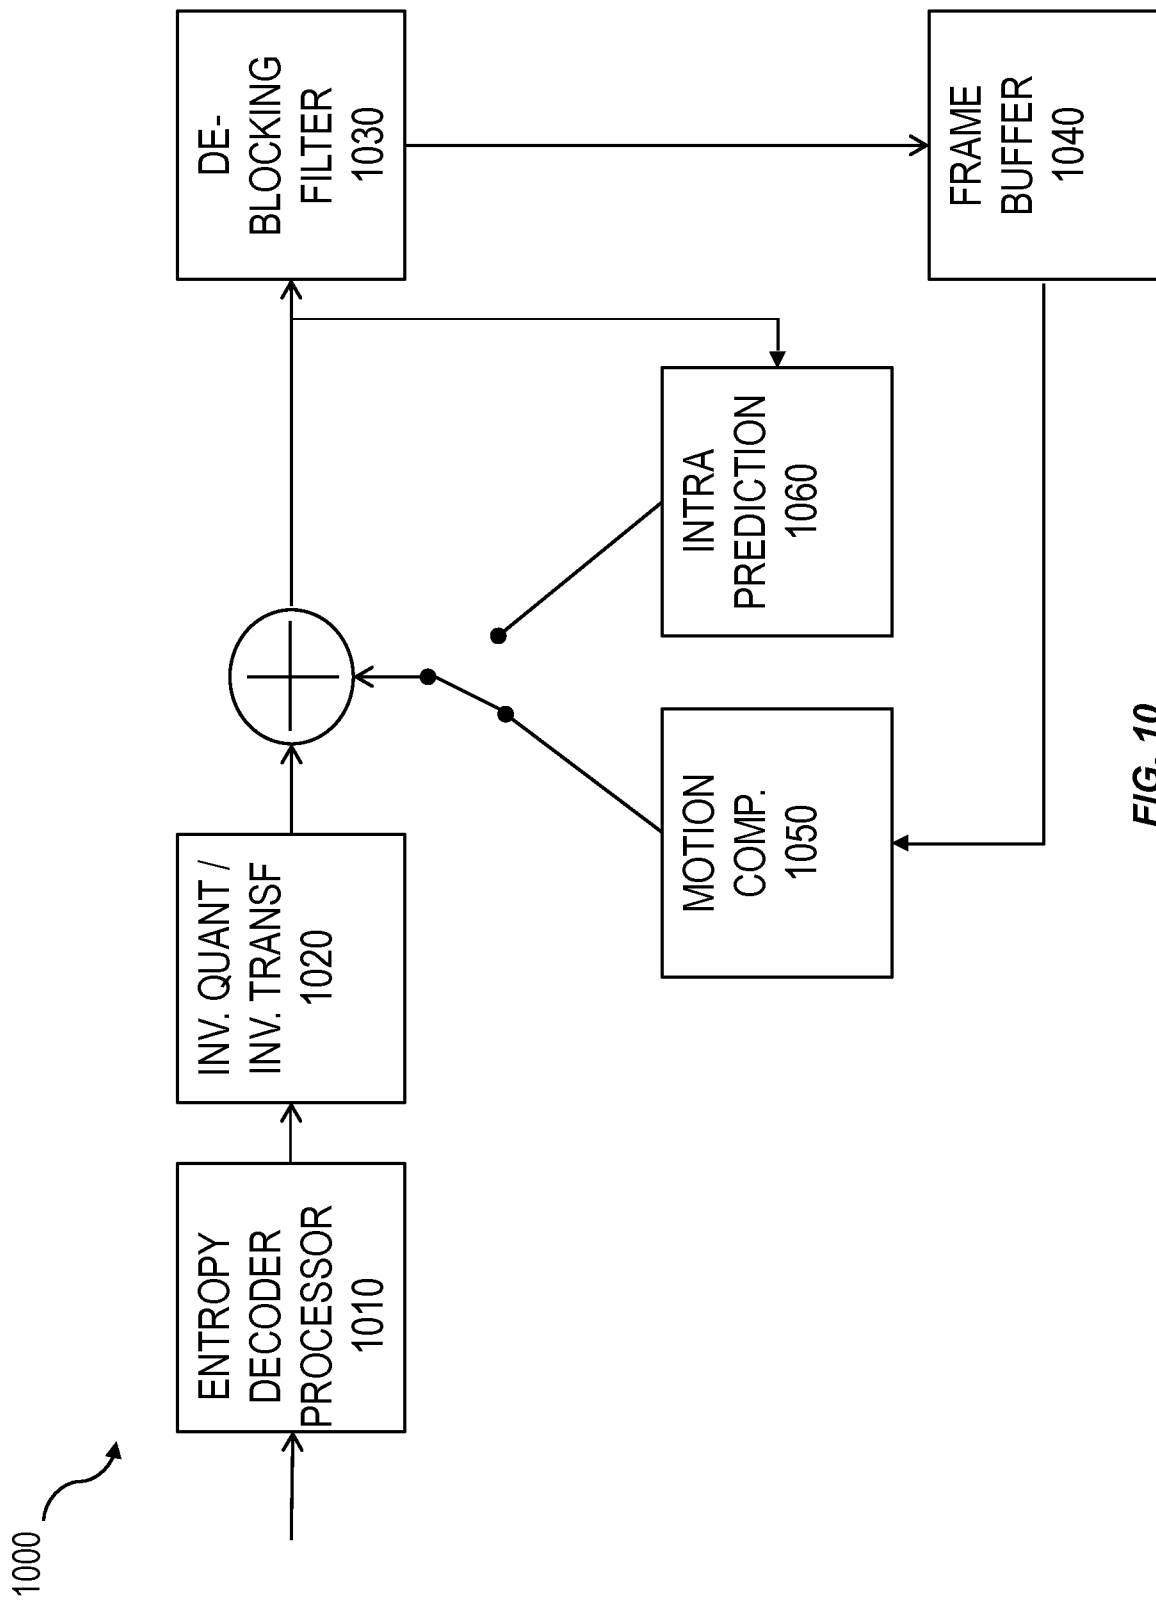 1000
ENTROPY
DECODER
PROCESSOR
1010
INV. QUANT /
INV. TRANSF
1020
DE-
BLOCKING
FILTER
1030
MOTION
COMP.
1050
INTRA
PREDICTION
1060
FRAME
BUFFER
1040
FIG. 10